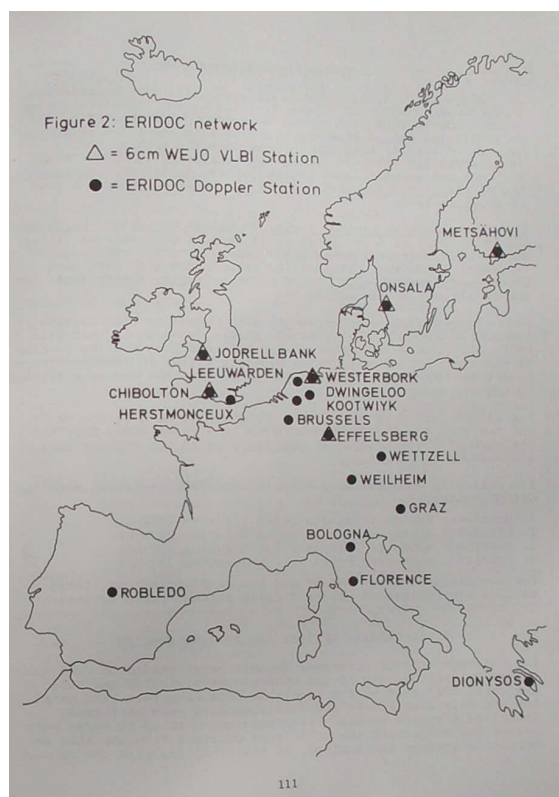 Figure 2: ERIDOC network
= 6cm WEJO VLBI Station
= ERIDOC Doppler Station
METSÄHOVI
ONSALA
JODRELL BANK
LEEUWARDEN
WESTERBORK
CHIBOLTON
DWINGELOO
HERSTMONCEUX
KOOTWIYK
BRUSSELS
EFFELSBERG
WETTZELL
WEILHEIM
GRAZ
BOLOGNA
FLORENCE
ROBLEDO
DIONYSOS
111